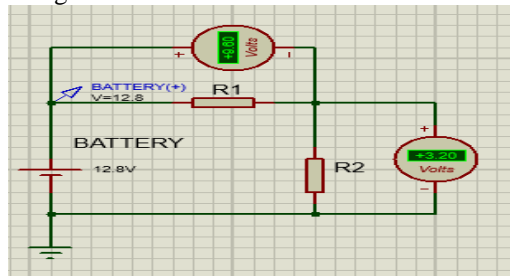 +9.60
Volts
+
-
BATTERY(+)
V=12.8
R1
BATTERY
12.8V
R2
+
+3.20
Volts
-